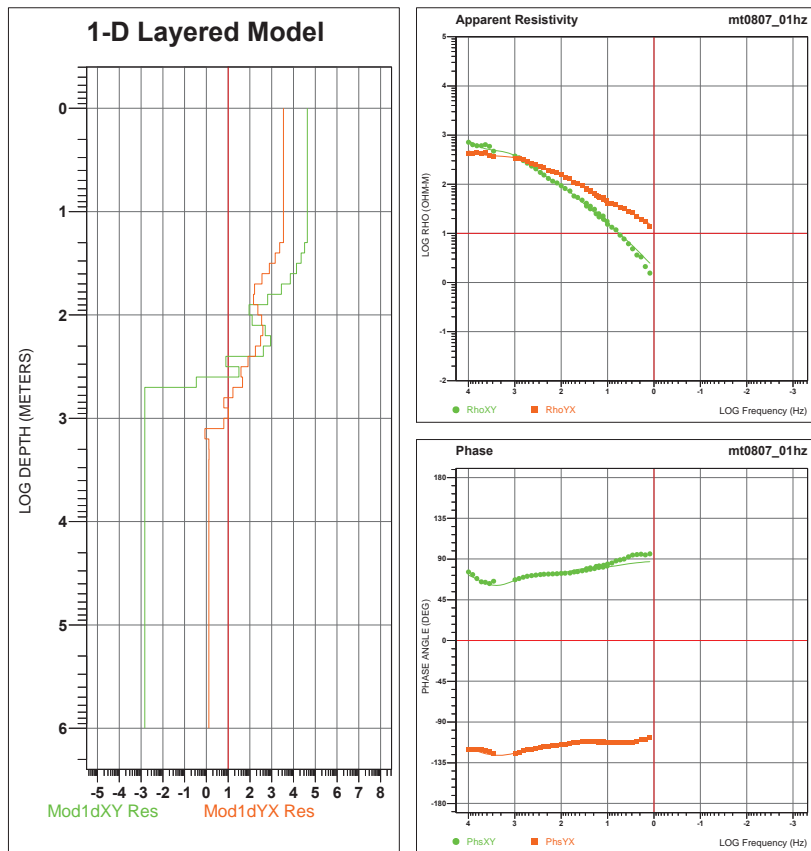 1-D Layered Model
0
1
2
3
4
5
6
LOG DEPTH (METERS)
-5 -4 -3 -2 -1 0 1 2 3 4 5 6 7 8
Mod1dXY Res Mod1dYX Res
Apparent Resistivity mt0807_01hz
5
4
3
2
1
0
-1
-2
LOG RHO (OHM-M)
4 3 2 1 0 -1 -2 -3
RhoXY RhoYX LOG Frequency (Hz)
Phase mt0807_01hz
180
135
90
45
0
-45
-90
-135
-180
PHASE ANGLE (DEG)
4 3 2 1 0 -1 -2 -3
PhsXY PhsYX LOG Frequency (Hz)